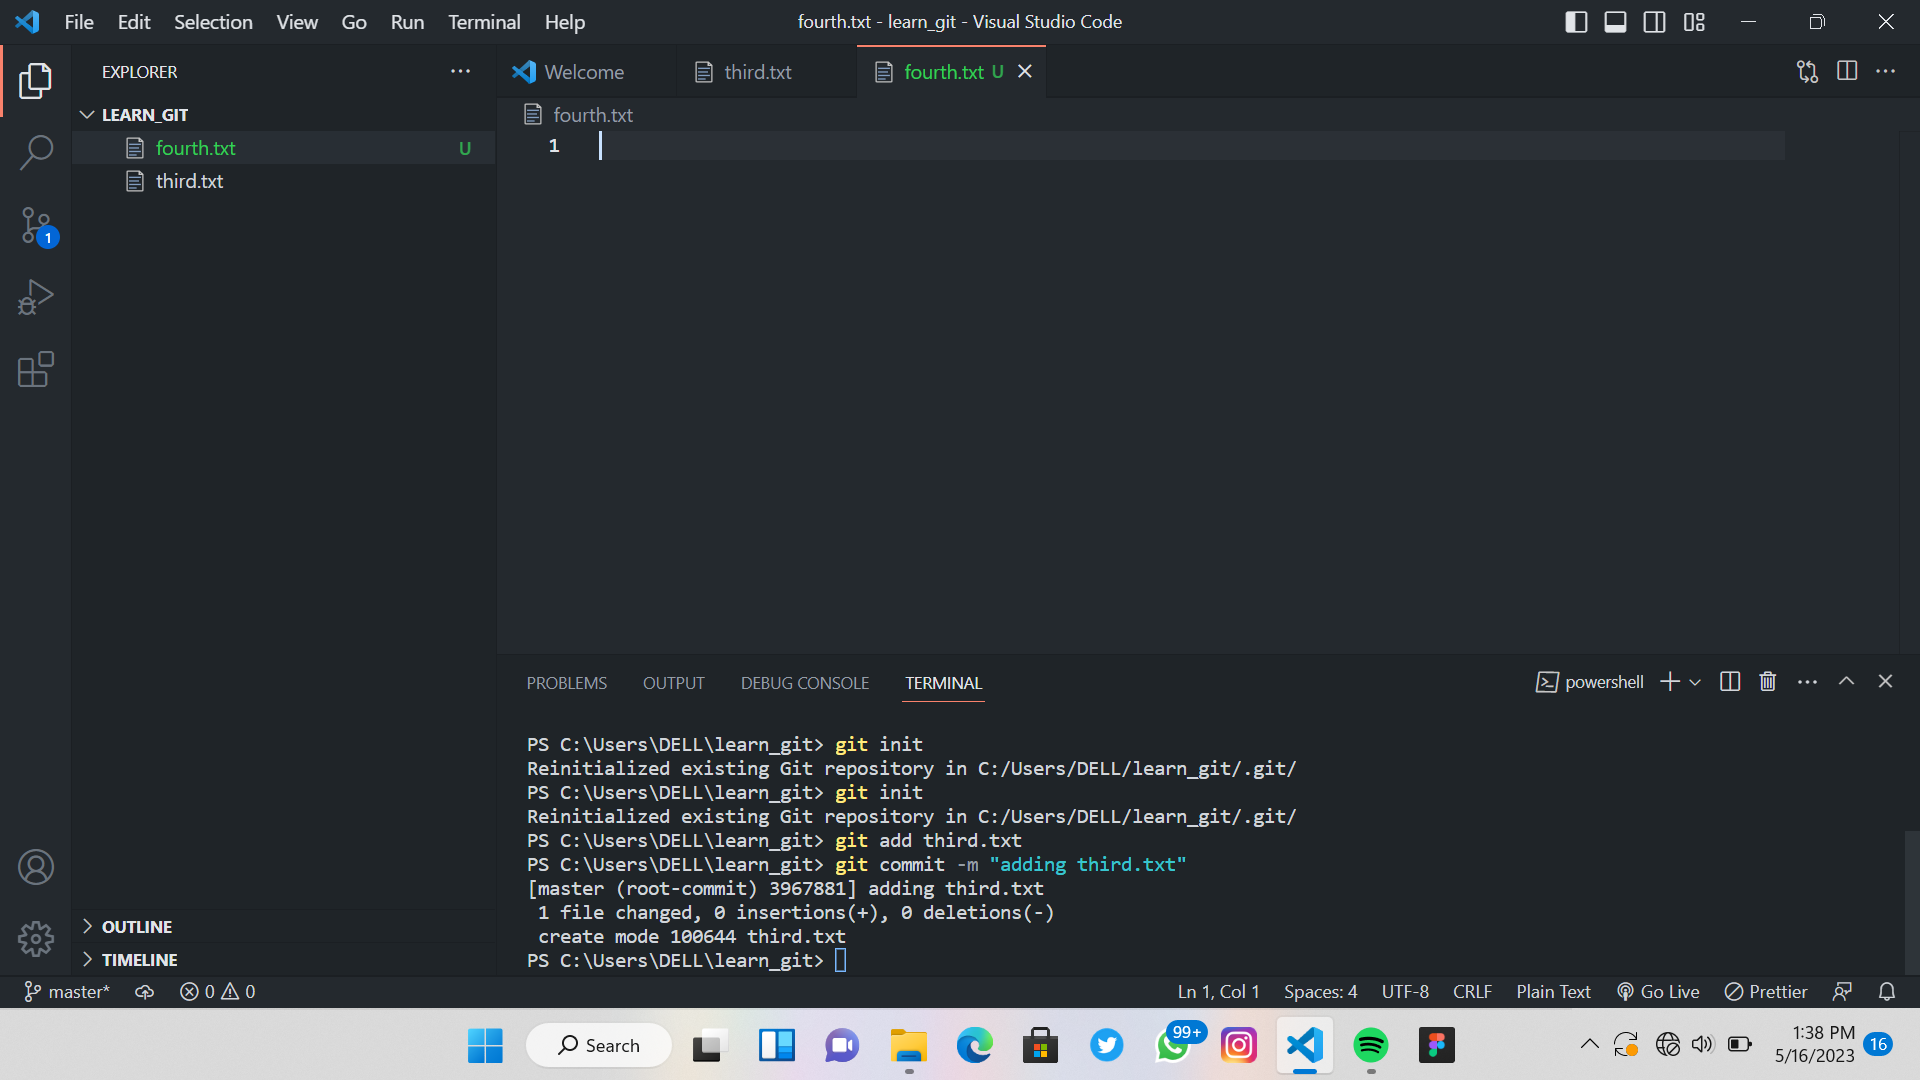 File Edit Selection View Go Run Terminal Help
fourth.txt - learn_git - Visual Studio Code
EXPLORER
LEARN_GIT
fourth.txt U
third.txt
OUTLINE
TIMELINE
1
Welcome
third.txt
fourth.txt U
fourth.txt
1
PROBLEMS OUTPUT DEBUG CONSOLE TERMINAL
powershell
PS C:\Users\DELL\learn_git> git init
Reinitialized existing Git repository in C:/Users/DELL/learn_git/.git/
PS C:\Users\DELL\learn_git> git init
Reinitialized existing Git repository in C:/Users/DELL/learn_git/.git/
PS C:\Users\DELL\learn_git> git add third.txt
PS C:\Users\DELL\learn_git> git commit -m "adding third.txt"
[master (root-commit) 3967881] adding third.txt
 1 file changed, 0 insertions(+), 0 deletions(-)
 create mode 100644 third.txt
PS C:\Users\DELL\learn_git>
master* 0 0 Ln 1, Col 1 Spaces: 4 UTF-8 CRLF Plain Text Go Live Prettier
Search
99+
1:38 PM
5/16/2023
16